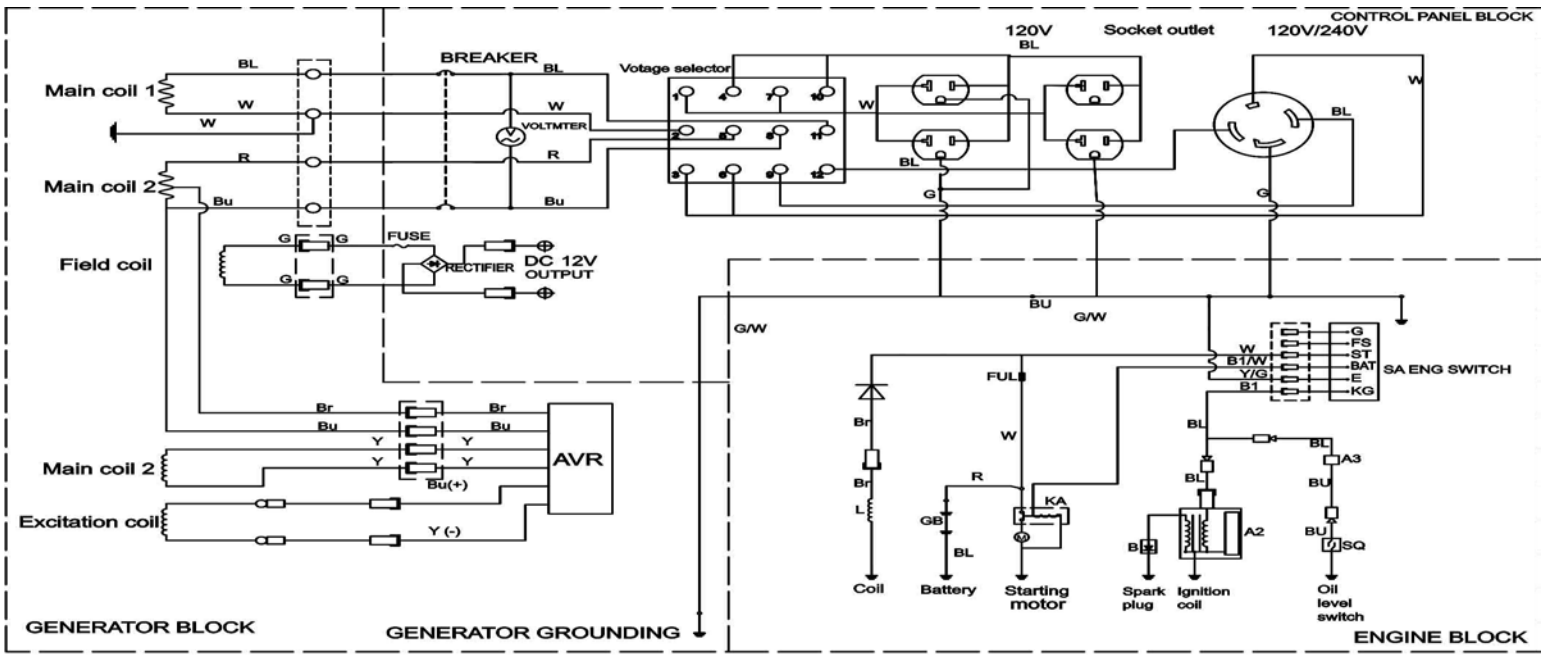 CONTROL PANEL BLOCK
120V Socket outlet 120V/240V
BL
BREAKER
BL BL
Votage selector
W
Main coil 1
1 4 7 10
W W W
BL
W
VOLTMTER
2 5 8 11
R R
BL
Main coil 2
3 6 9 12
Bu Bu
G G
G G FUSE
Field coil
RECTIFIER
DC 12V
OUTPUT
G G
BU
G/W G/W
G
W FS
B1/W ST
FUL BAT SA ENG SWITCH
Y/G E
B1 KG
Br Br
Br
BL
Bu Bu
W
BL
Y Y
A3
Main coil 2
AVR
Y Y
R
BL BU
Bu(+)
Br
KA
L
GB
Excitation coil
A2
BU
Y (-)
M
B
SQ
BL
Coil Battery Starting motor Spark plug Ignition coil Oil level switch
GENERATOR BLOCK
GENERATOR GROUNDING
ENGINE BLOCK